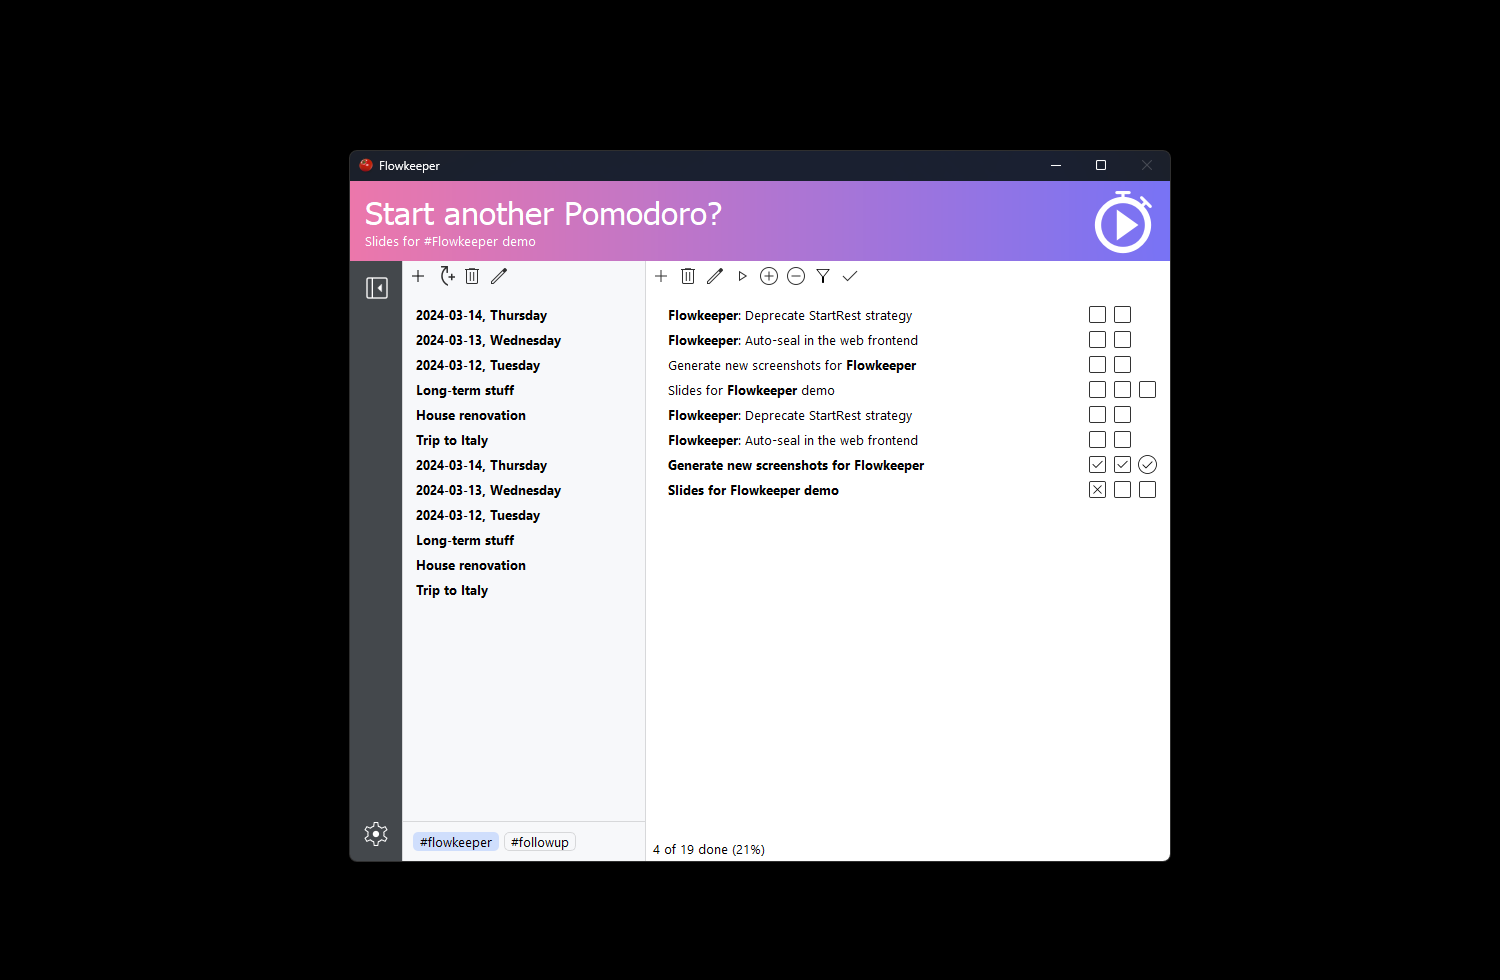 Flowkeeper
Start another Pomodoro?
Slides for #Flowkeeper demo
2024-03-14, Thursday
2024-03-13, Wednesday
2024-03-12, Tuesday
Long-term stuff
House renovation
Trip to Italy
2024-03-14, Thursday
2024-03-13, Wednesday
2024-03-12, Tuesday
Long-term stuff
House renovation
Trip to Italy
#flowkeeper #followup
Flowkeeper: Deprecate StartRest strategy
Flowkeeper: Auto-seal in the web frontend
Generate new screenshots for Flowkeeper
Slides for Flowkeeper demo
Flowkeeper: Deprecate StartRest strategy
Flowkeeper: Auto-seal in the web frontend
Generate new screenshots for Flowkeeper
Slides for Flowkeeper demo
4 of 19 done (21%)